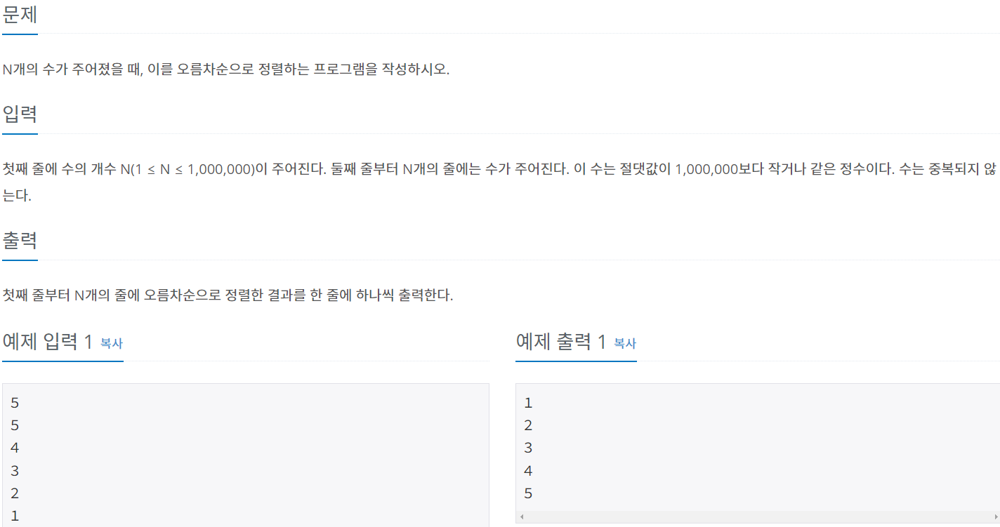 문제
N개의 수가 주어졌을 때, 이를 오름차순으로 정렬하는 프로그램을 작성하시오.
입력
첫째 줄에 수의 개수 N(1 ≤ N ≤ 1,000,000)이 주어진다. 둘째 줄부터 N개의 줄에는 수가 주어진다. 이 수는 절댓값이 1,000,000보다 작거나 같은 정수이다. 수는 중복되지 않
는다.
출력
첫째 줄부터 N개의 줄에 오름차순으로 정렬한 결과를 한 줄에 하나씩 출력한다.
예제 입력 1 복사
5
5
4
3
2
1
예제 출력 1 복사
1
2
3
4
5